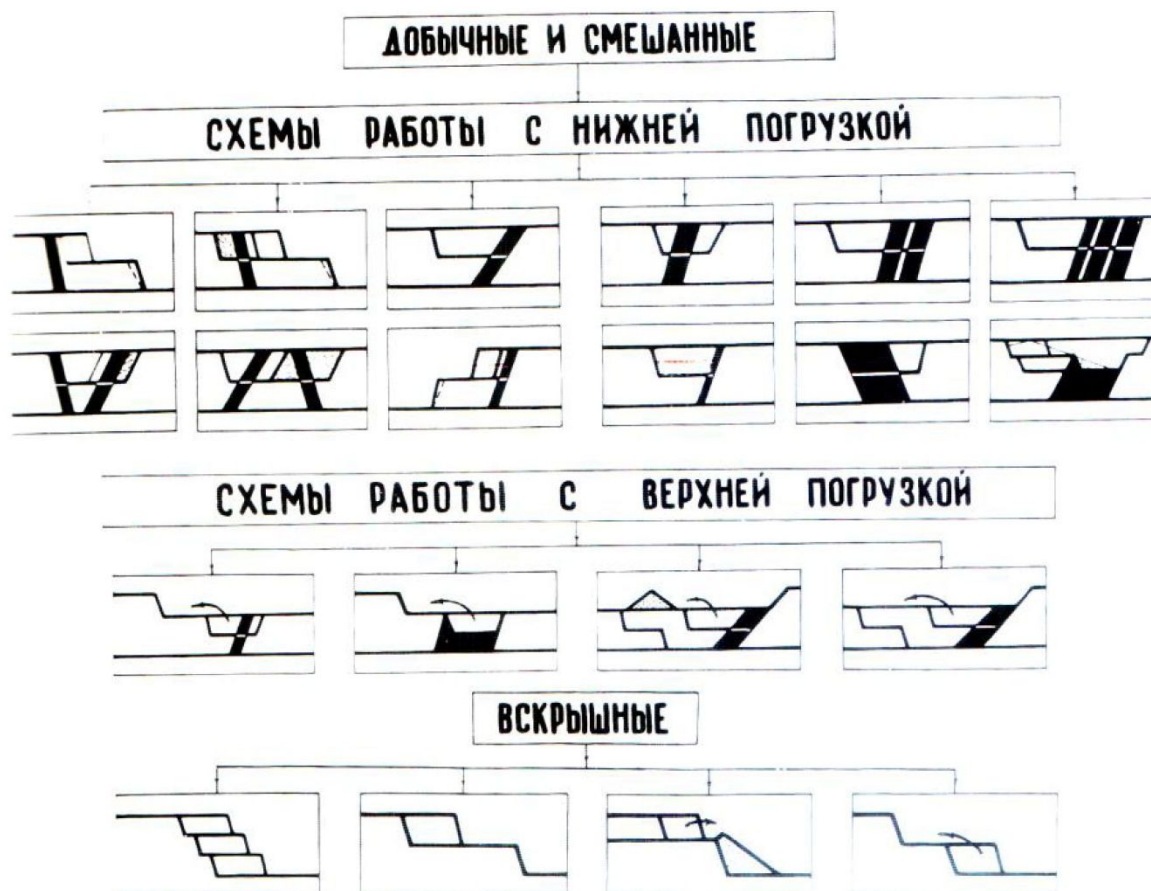 ДОБЫЧНЫЕ И СМЕШАННЫЕ
СХЕМЫ РАБОТЫ С НИЖНЕЙ ПОГРУЗКОЙ
СХЕМЫ РАБОТЫ С ВЕРХНЕЙ ПОГРУЗКОЙ
ВСКРЫШНЫЕ